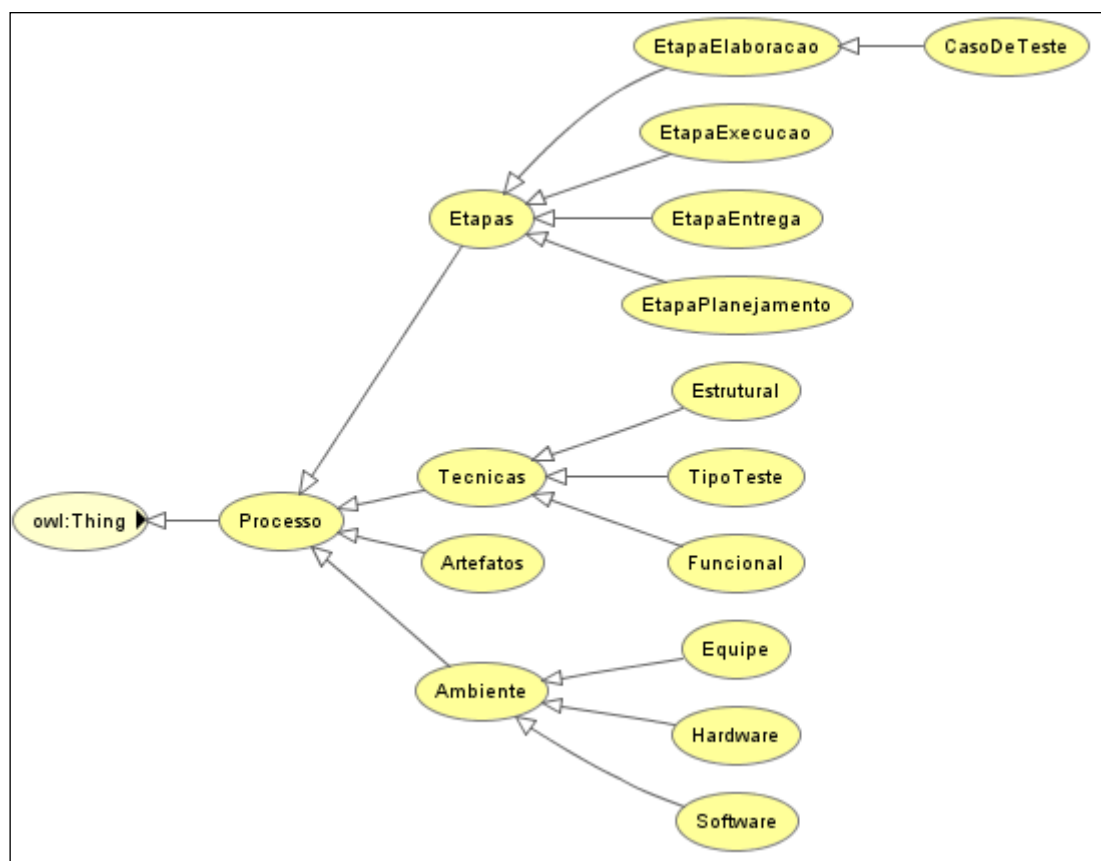 EtapaElaboracao
CasoDeTeste
EtapaExecucao
Etapas
EtapaEntrega
EtapaPlanejamento
Estrutural
Tecnicas
TipoTeste
owl:Thing
Processo
Artefatos
Funcional
Equipe
Ambiente
Hardware
Software